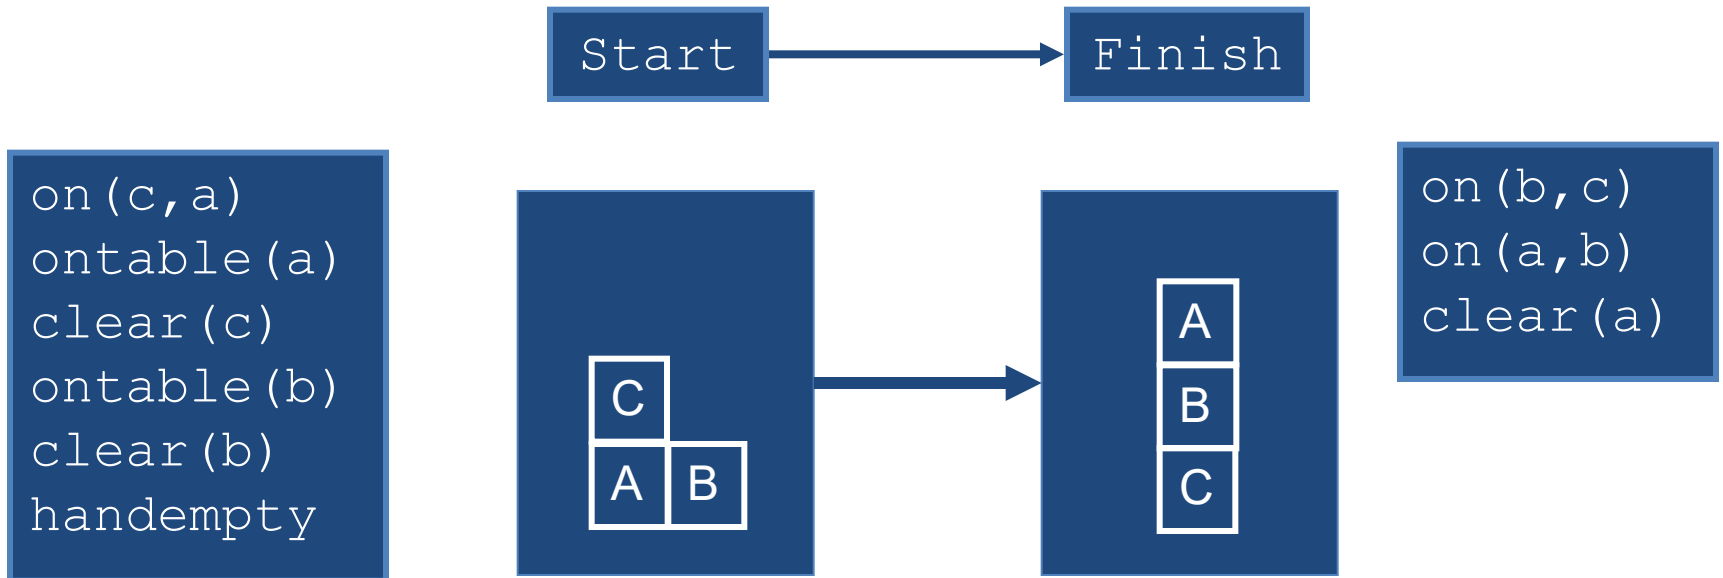 Start
Finish
on(c,a)
ontable(a)
clear(c)
ontable(b)
clear(b)
handempty
C
A B
A
B
C
on(b,c)
on(a,b)
clear(a)